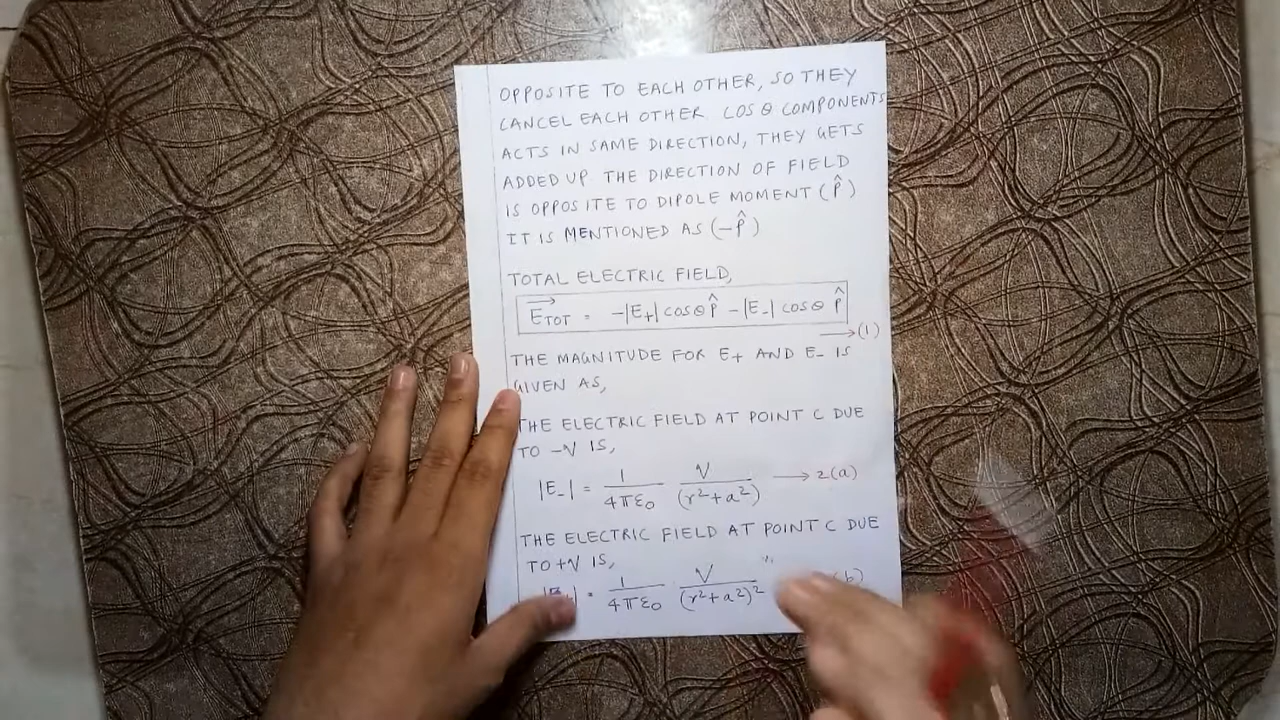 OPPOSITE TO EACH OTHER, SO THEY
CANCEL EACH OTHER. COS θ COMPONENTS
ACTS IN SAME DIRECTION, THEY GETS
ADDED UP. THE DIRECTION OF FIELD
IS OPPOSITE TO DIPOLE MOMENT (p̂)
IT IS MENTIONED AS (-p̂)
TOTAL ELECTRIC FIELD,
E⃗TOT = -|E+| cosθ p̂ -|E-| cosθ p̂
→(1)
THE MAGNITUDE FOR E+ AND E- IS
GIVEN AS,
THE ELECTRIC FIELD AT POINT C DUE
TO -V IS,
|E-| = 1/4πε0 V/(r²+a²) → 2(a)
THE ELECTRIC FIELD AT POINT C DUE
TO +V IS,
= 1/4πε0 V/(r²+a²)² b)